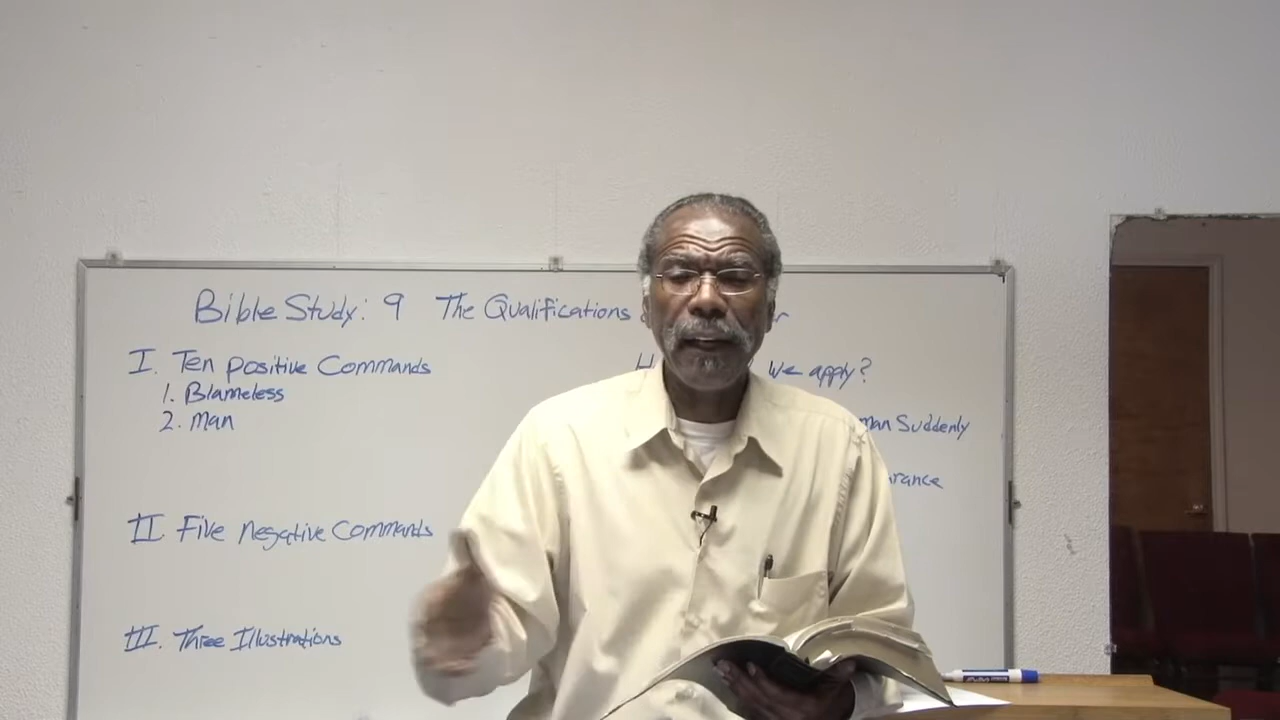 Bible Study: 9 The Qualifications
I. Ten Positive Commands
1. Blameless
2. Man
II. Five Negative Commands
III. Three Illustrations
we apply?
man Suddenly